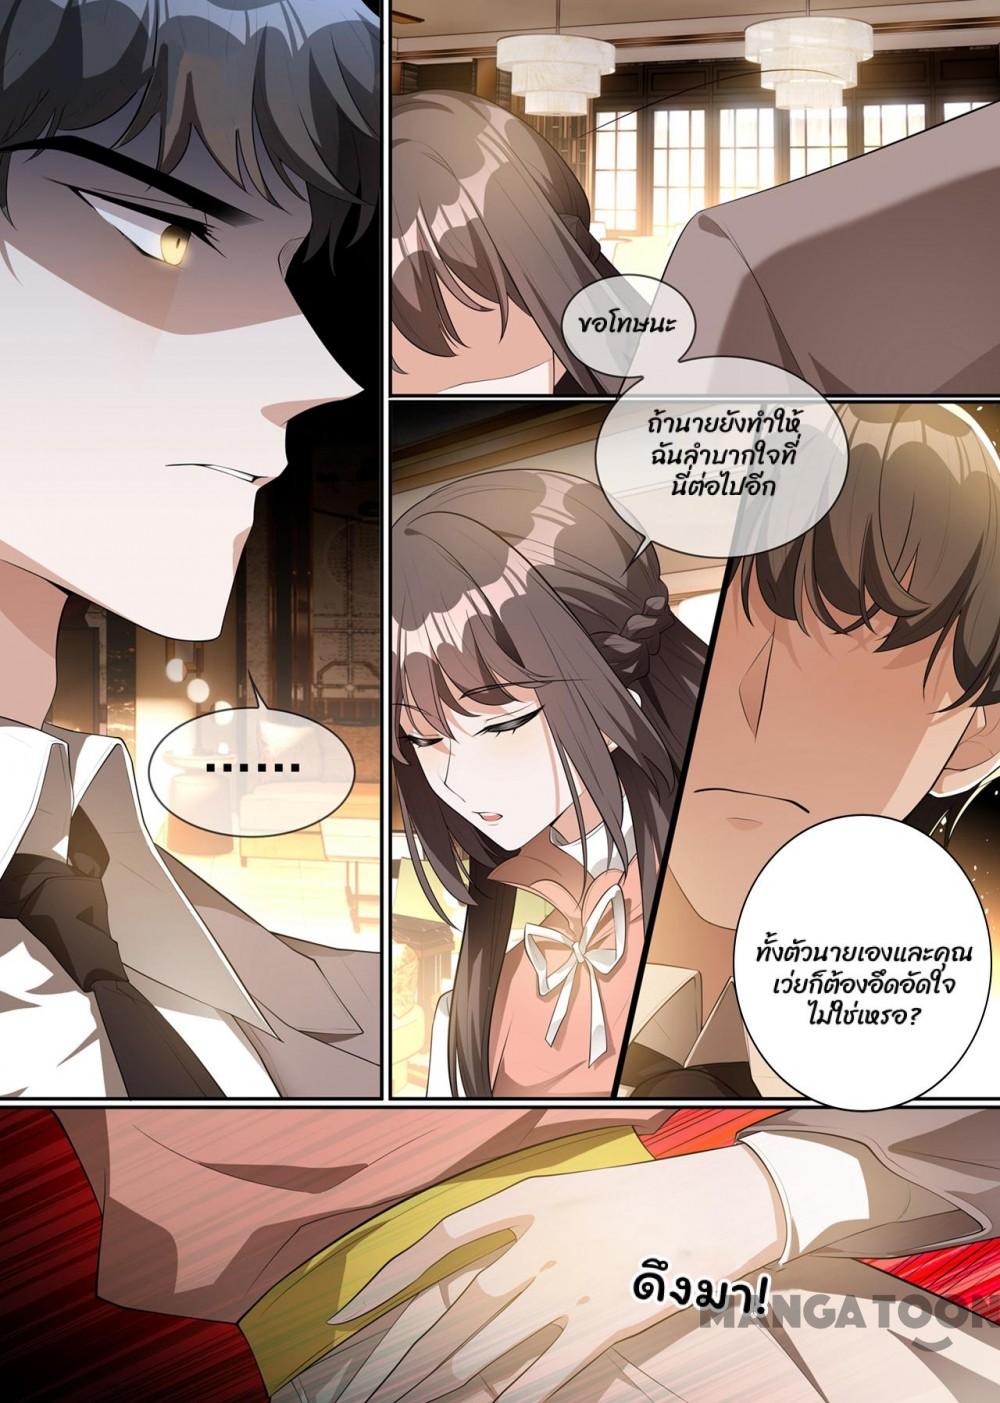 ขอโทษนะ
ถ้านายยังทำให้
ฉันลำบากใจที่
นี่ต่อไปอีก
......
ทั้งตัวนายเองและคุณ
เว่ยก็ต้องอึดอัดใจ
ไม่ใช่เหรอ?
ดึงมา!
MANGATOON